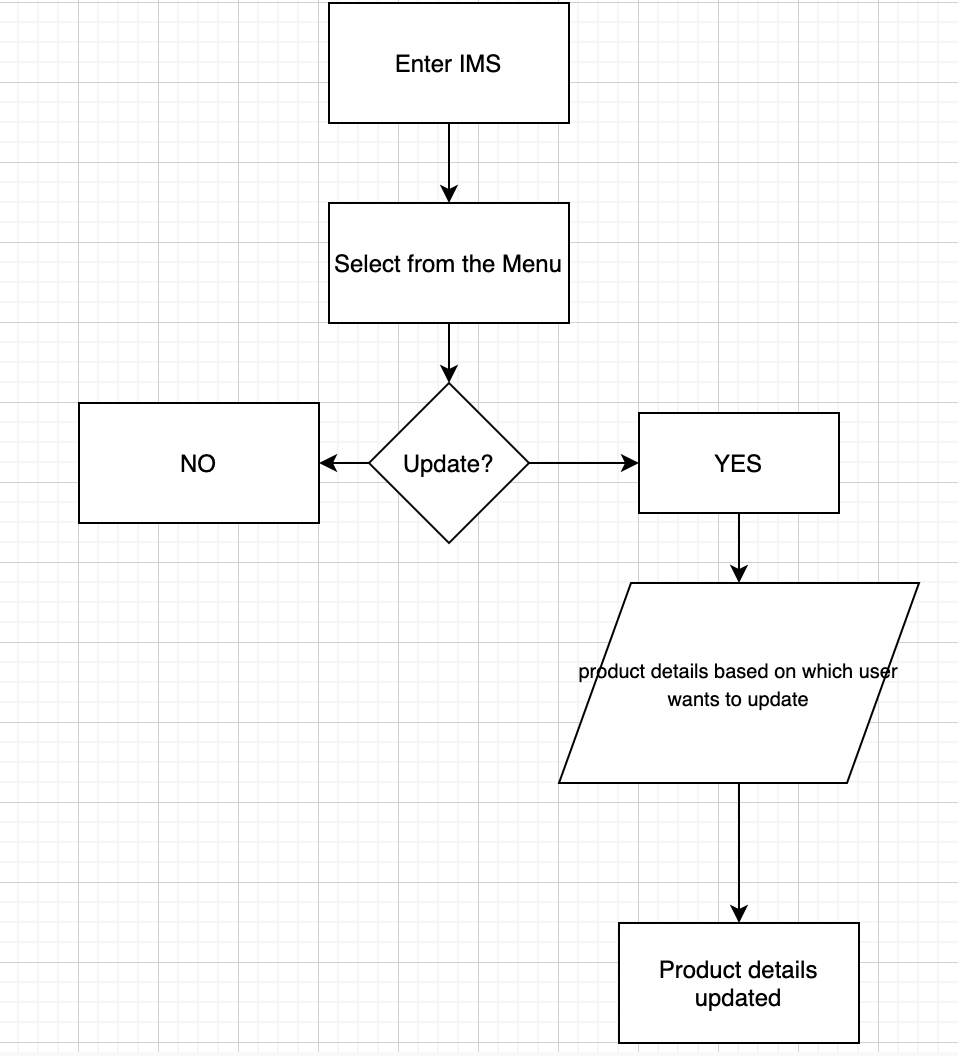 Enter IMS
Select from the Menu
NO
Update?
YES
product details based on which user
wants to update
Product details
updated